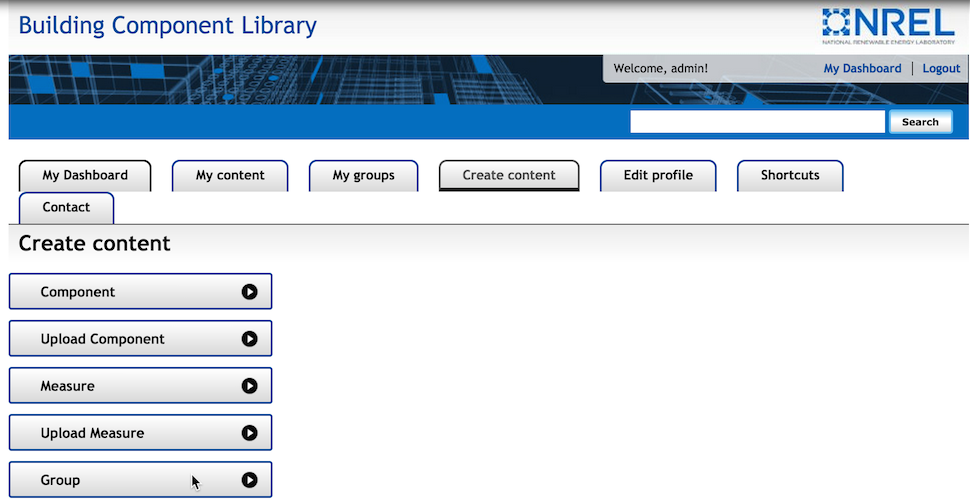 Building Component Library
NREL
NATIONAL RENEWABLE ENERGY LABORATORY
Welcome, admin! My Dashboard | Logout
Search
My Dashboard My content My groups Create content Edit profile Shortcuts
Contact
Create content
Component
Upload Component
Measure
Upload Measure
Group